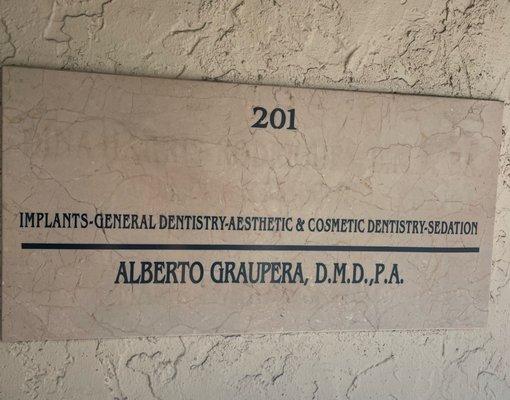 201
IMPLANTS-GENERAL DENTISTRY-AESTHETIC & COSMETIC DENTISTRY-SEDATION
ALBERTO GRAUPERA, D.M.D.,P.A.